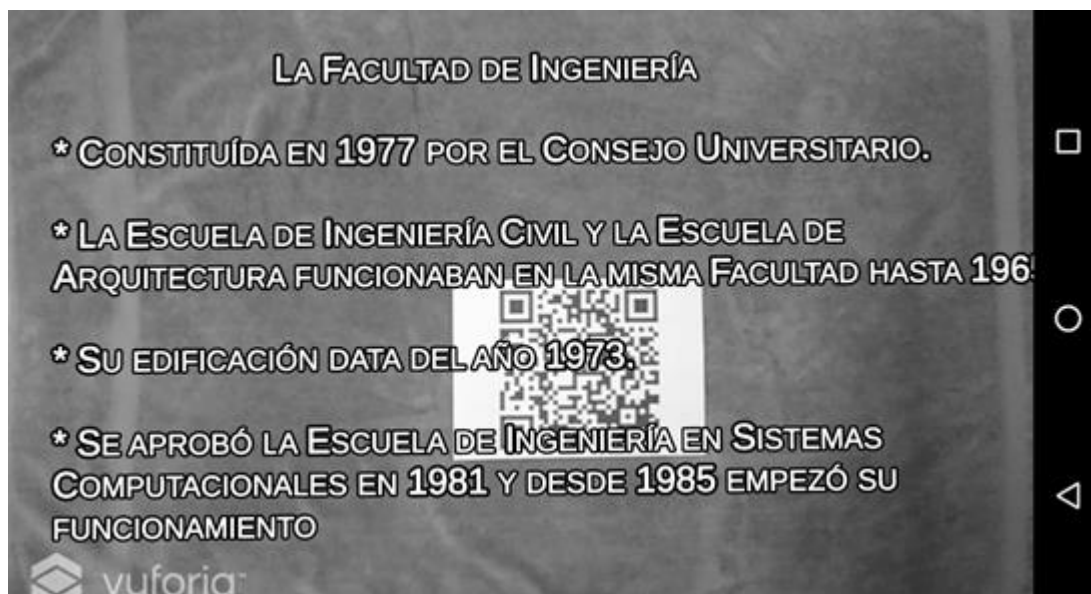 LA FACULTAD DE INGENIERÍA
* CONSTITUÍDA EN 1977 POR EL CONSEJO UNIVERSITARIO.
* LA ESCUELA DE INGENIERÍA CIVIL Y LA ESCUELA DE
ARQUITECTURA FUNCIONABAN EN LA MISMA FACULTAD HASTA
* SU EDIFICACIÓN DATA DEL AÑO 1973.
* SE APROBÓ LA ESCUELA DE INGENIERÍA EN SISTEMAS
COMPUTACIONALES EN 1981 Y DESDE 1985 EMPEZÓ SU
FUNCIONAMIENTO
vuforia